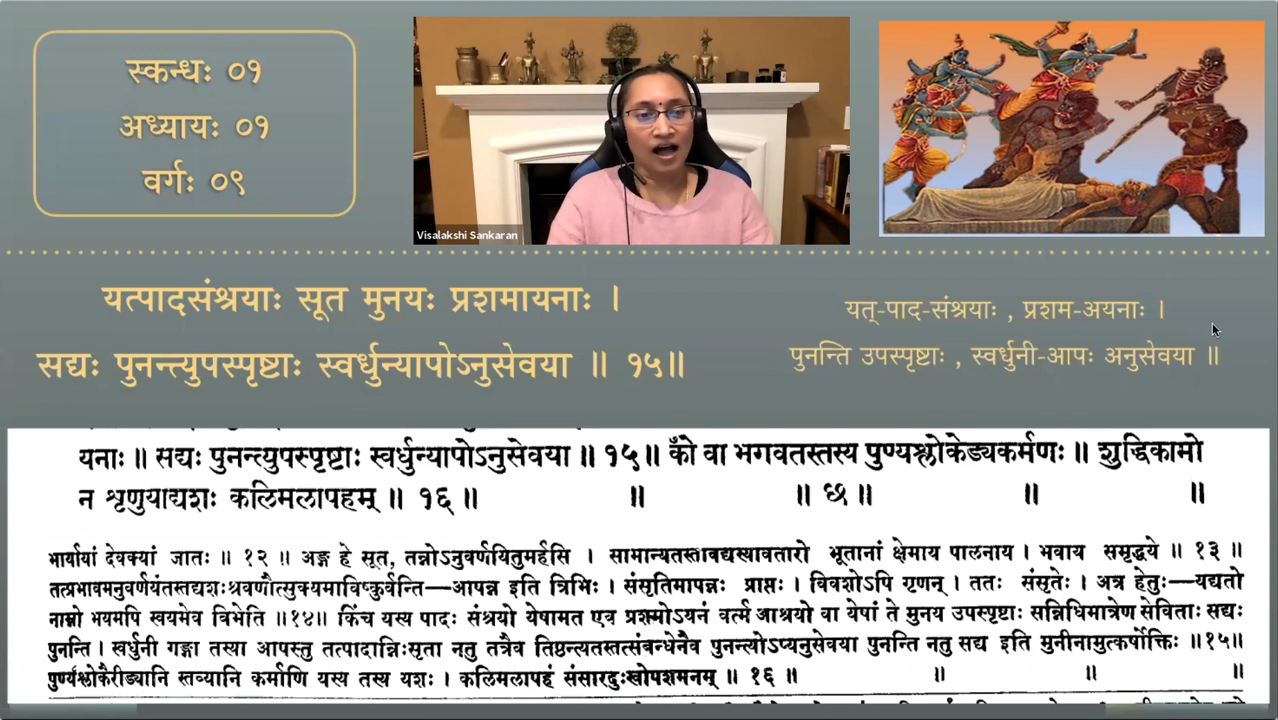 स्कन्धः ०१
अध्यायः ०१
वर्गः ०९
Visalakshi Sankaran
यत्पादसंश्रयाः सूत मुनयः प्रशमायनाः ।
सद्यः पुनन्त्युपस्पृष्टाः स्वर्धुन्यापोऽनुसेवया ॥ १५॥
यत्-पाद-संश्रयाः , प्रशम-अयनाः ।
पुनन्ति उपस्पृष्टाः , स्वर्धुनी-आपः अनुसेवया ॥
यनाः ॥ सद्यः पुनन्त्युपस्पृष्टाः स्वर्धुन्यापोऽनुसेवया ॥ १५॥ कोँ वा भगवतस्तस्य पुण्यश्लोकेड्यकर्मणः ॥ शुद्धिकामो
न श्रृणुयाद्यशः कलिमलापहम् ॥ १६ ॥ ॥ ॥ छ ॥ ॥ ॥
भार्यायां देवक्यां जातः ॥ १२ ॥ अङ्ग हे सूत, तन्नोऽनुवर्णयितुमर्हसि । सामान्यतस्तावद्यस्यावतारो भूतानां क्षेमाय पालनाय । भवाय समृद्धये ॥ १३ ॥
तत्प्रभावमनुवर्णयंतस्तद्यशःश्रवणौत्सुक्यमाविष्कुर्वन्ति—आपन्न इति त्रिभिः । संसृतिमापन्नः प्राप्तः । विवशोऽपि गृणन् । ततः संसृतेः । अत्र हेतुः—यद्यतो
नाम्नो भयमपि स्वयमेव बिभेति ॥१४॥ किंच यस्य पादः संश्रयो येषामत एव प्रशमोऽयनं वर्त्म आश्रयो वा येषां ते मुनय उपस्पृष्टाः सन्निधिमात्रेण सेविताः सद्यः
पुनन्ति । स्वर्धुनी गङ्गा तस्या आपस्तु तत्पादान्निःसृता नतु तत्रैव तिष्ठन्त्यतस्तत्संबन्धेनैव पुनन्त्योऽप्यनुसेवया पुनन्ति नतु सद्य इति मुनीनामुत्कर्षोक्तिः ॥१५॥
पुण्यश्लोकैरीड्यानि स्तव्यानि कर्माणि यस्य तस्य यशः । कलिमलापहं संसारदुःखोपशमनम् ॥ १६ ॥ ॥ ॥ ॥